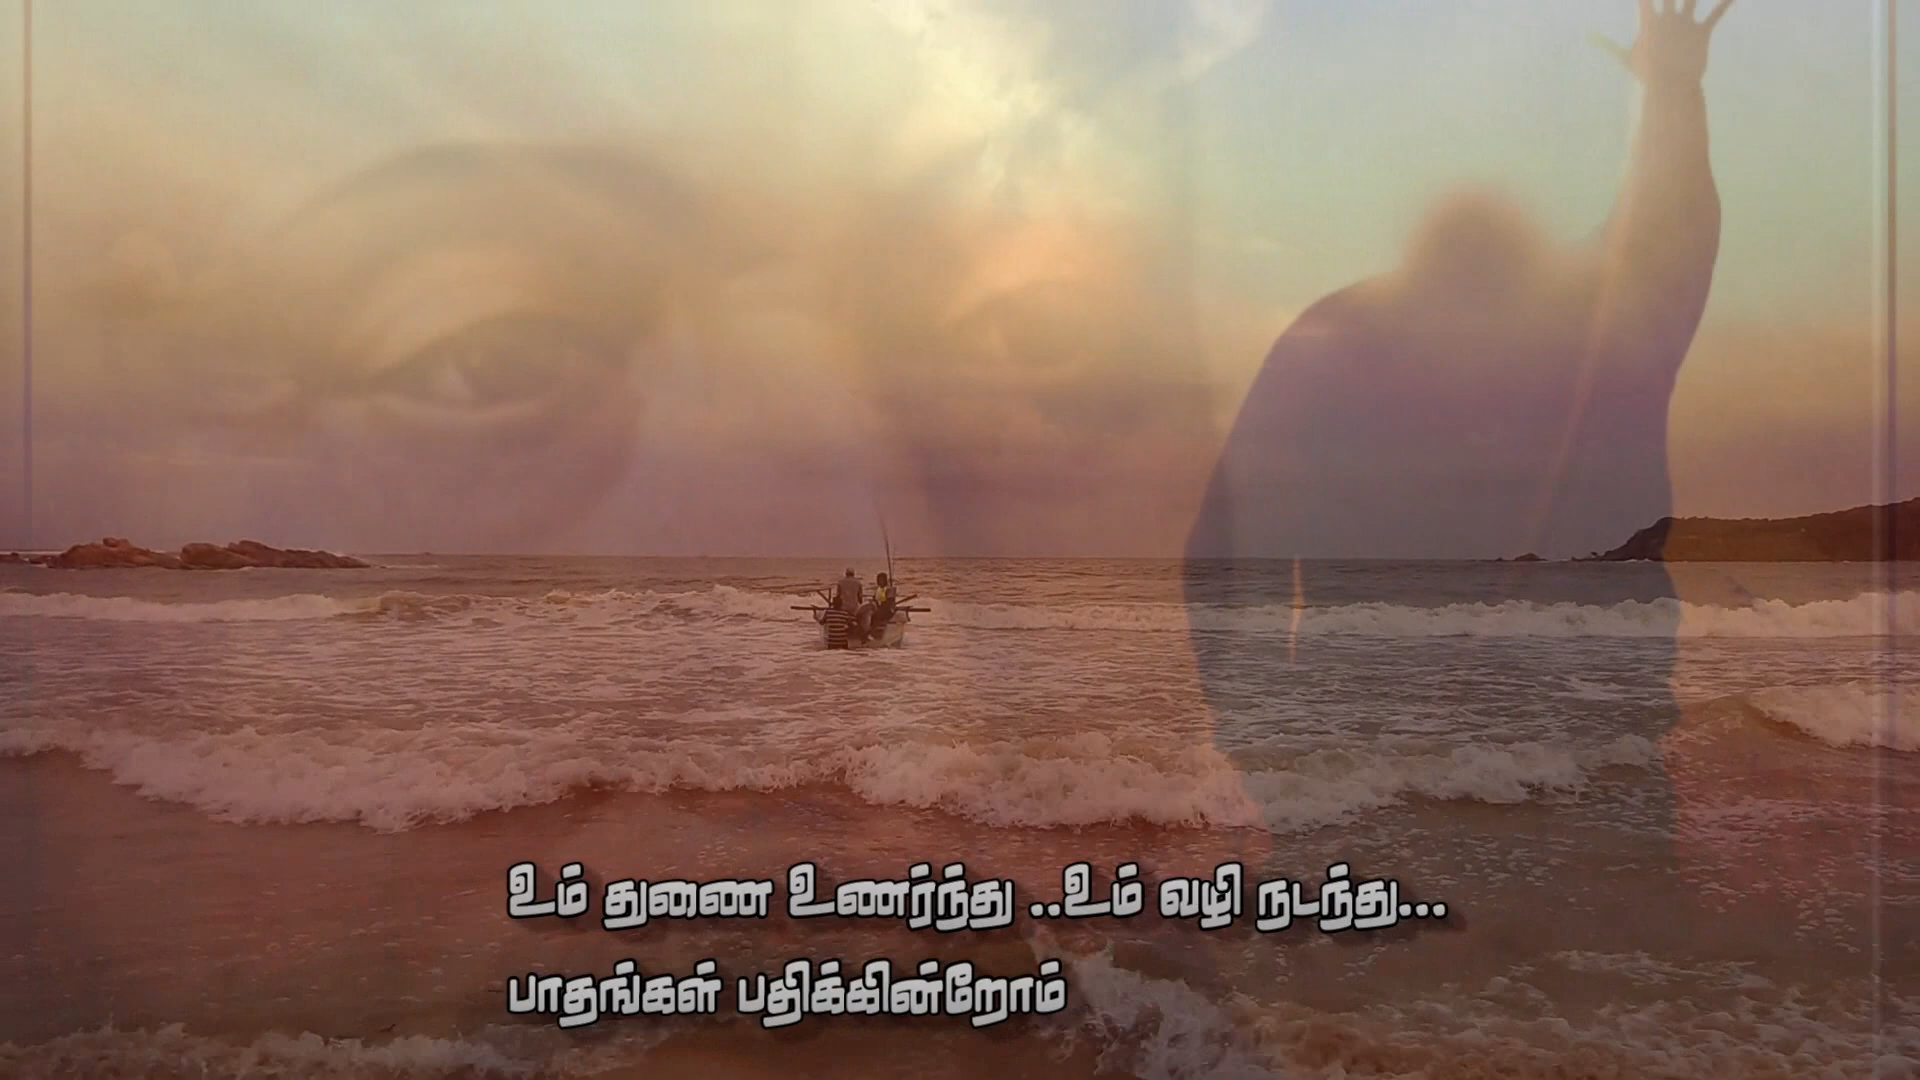 உம் துணை உணர்ந்து ..உம் வழி நடந்து...
பாதங்கள் பதிக்கின்றோம்